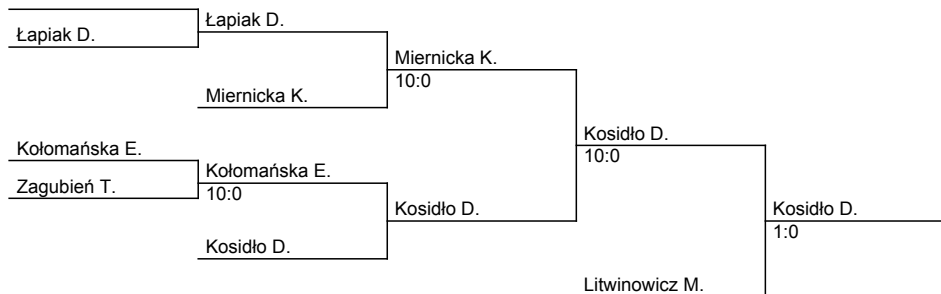 Łapiak D.
Łapiak D.
Miernicka K.
10:0
Miernicka K.
Kosidło D.
10:0
Kołomańska E.
Kołomańska E.
10:0
Zagubień T.
Kosidło D.
Kosidło D.
1:0
Kosidło D.
Litwinowicz M.